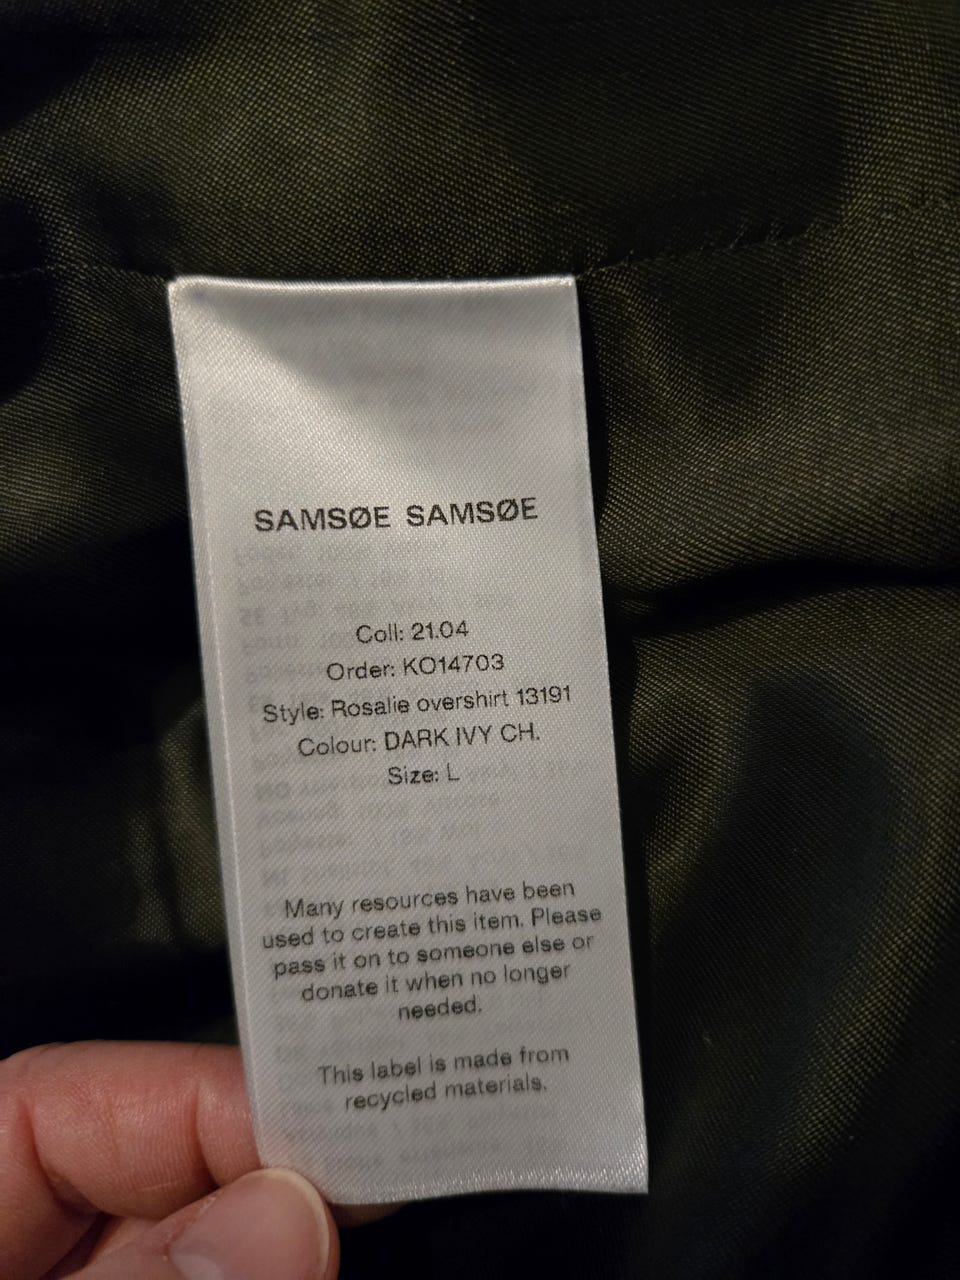 SAMSØE SAMSØE
Coll: 21.04
Order: KO14703
Style: Rosalie overshirt 13191
Colour: DARK IVY CH.
Size: L
Many resources have been
used to create this item. Please
pass it on to someone else or
donate it when no longer
needed.
This label is made from
recycled materials.